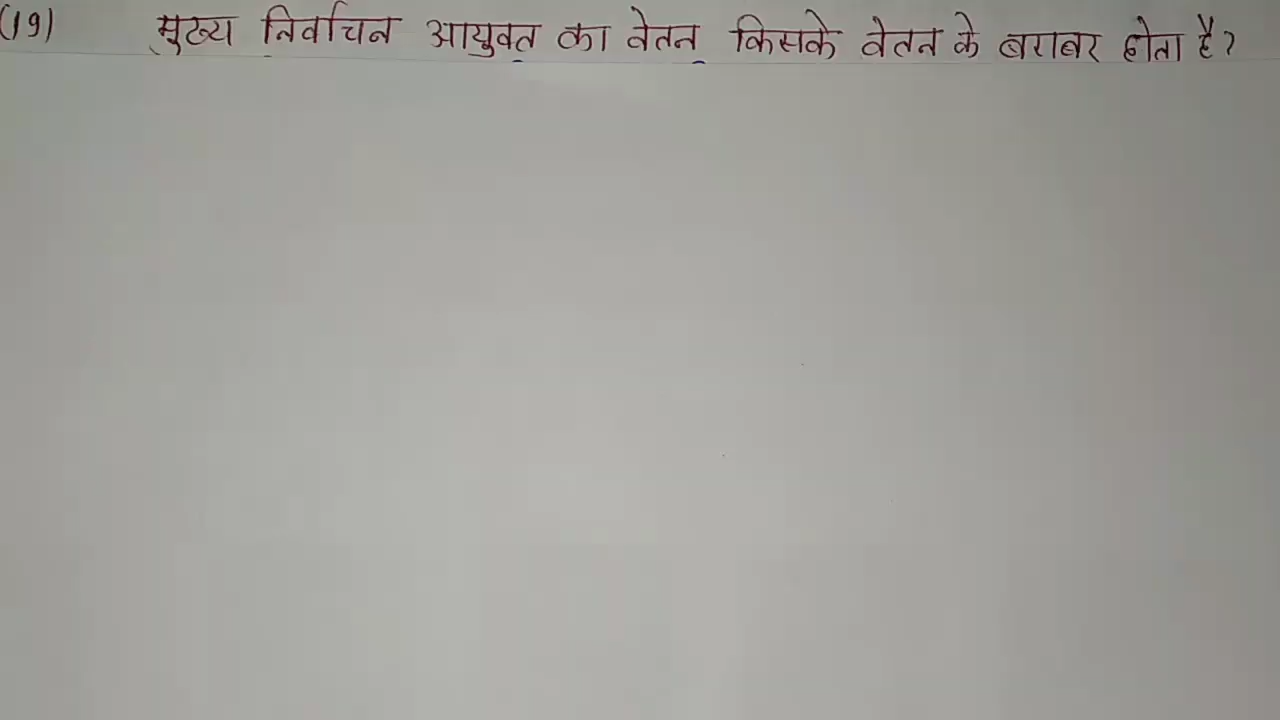 (19) मुख्य निर्वाचन आयुक्त का वेतन किसके वेतन के बराबर होता है?